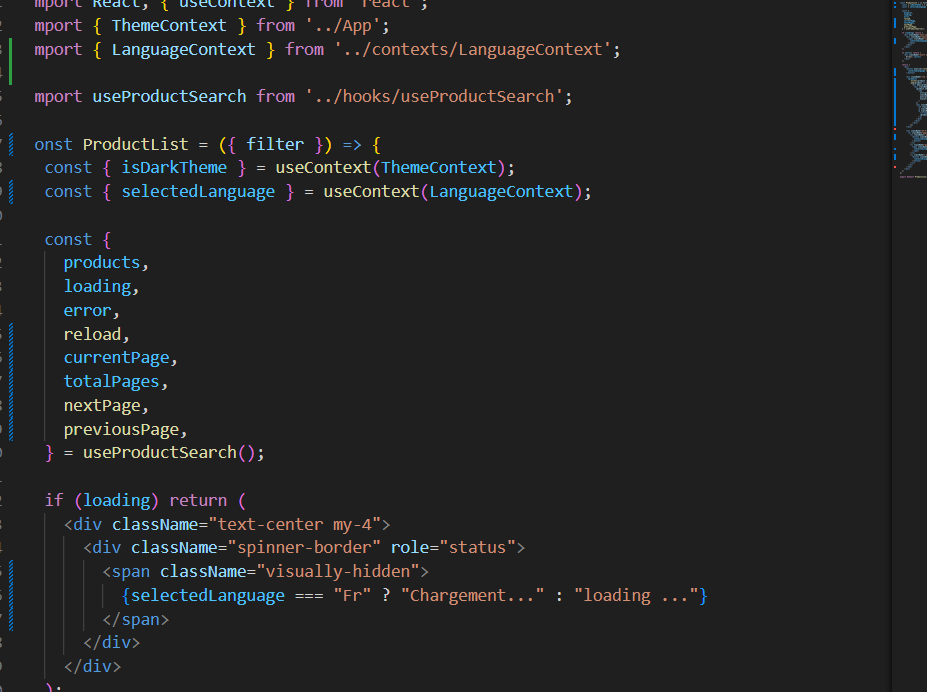 mport React, { useContext } from 'react';
mport { ThemeContext } from '../App';
mport { LanguageContext } from '../contexts/LanguageContext';
mport useProductSearch from '../hooks/useProductSearch';
onst ProductList = ({ filter }) => {
const { isDarkTheme } = useContext(ThemeContext);
const { selectedLanguage } = useContext(LanguageContext);
const {
products,
loading,
error,
reload,
currentPage,
totalPages,
nextPage,
previousPage,
} = useProductSearch();
if (loading) return (
<div className="text-center my-4">
<div className="spinner-border" role="status">
<span className="visually-hidden">
{selectedLanguage === "Fr" ? "Chargement..." : "loading ..."}
</span>
</div>
</div>
);